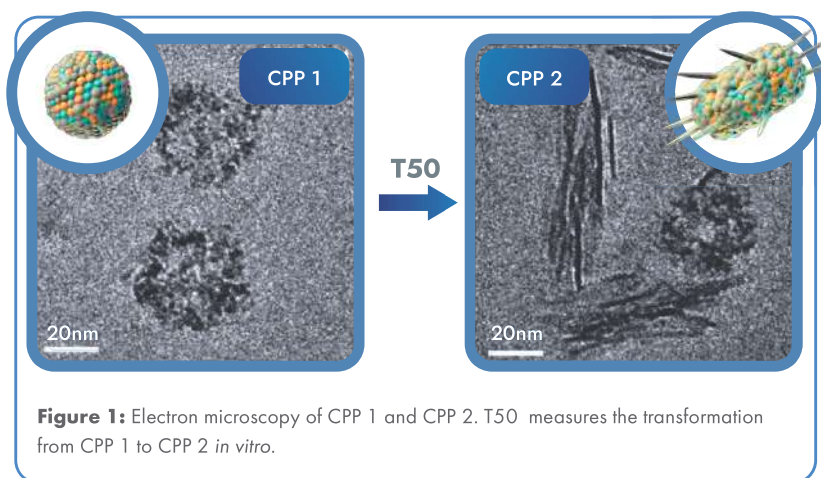 CPP 1
CPP 2
T50
20nm
20nm
Figure 1: Electron microscopy of CPP 1 and CPP 2. T50 measures the transformation
from CPP 1 to CPP 2 in vitro.